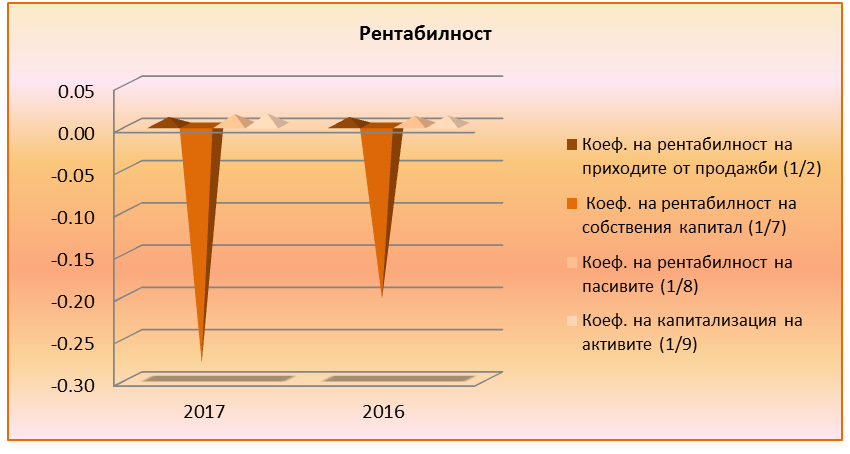 Рентабилност
0.05
0.00
-0.05
-0.10
-0.15
-0.20
-0.25
-0.30
2017
2016
Коеф. на рентабилност на
приходите от продажби (1/2)
Коеф. на рентабилност на
собствения капитал (1/7)
Коеф. на рентабилност на
пасивите (1/8)
Коеф. на капитализация на
активите (1/9)